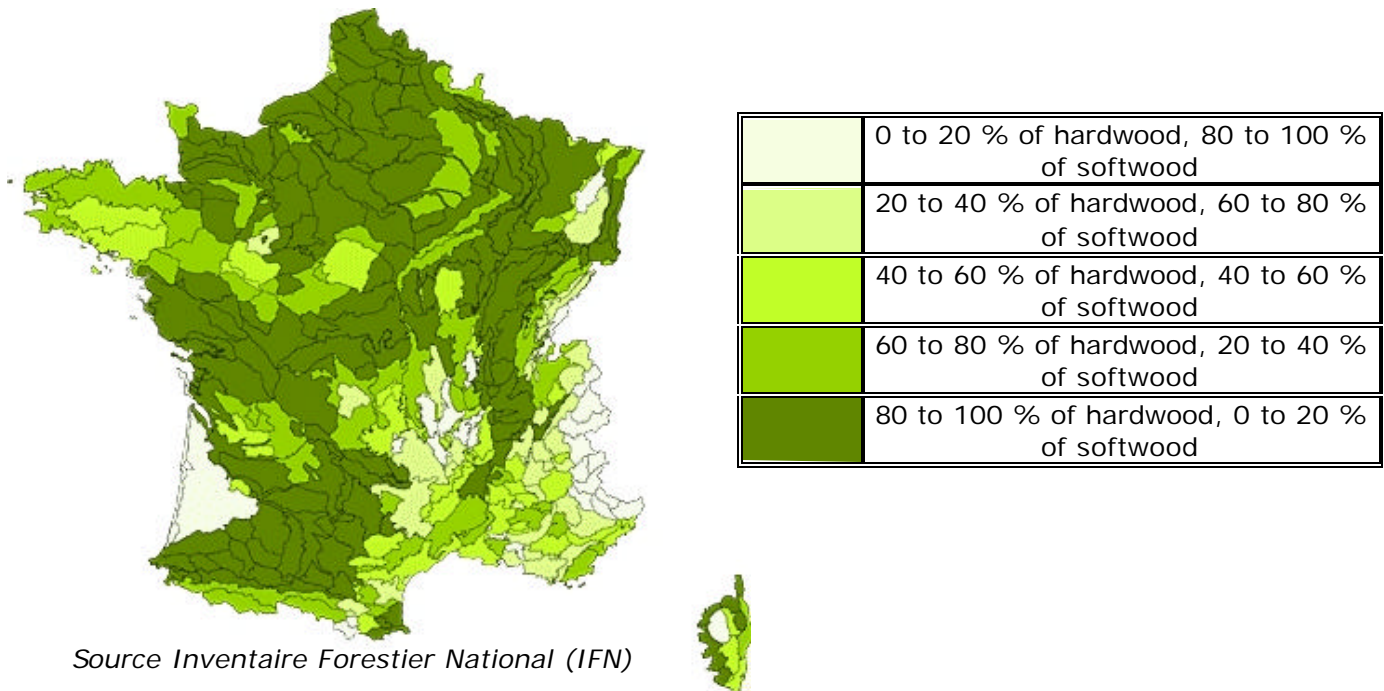 0 to 20 % of hardwood, 80 to 100 %
of softwood
20 to 40 % of hardwood, 60 to 80 %
of softwood
40 to 60 % of hardwood, 40 to 60 %
of softwood
60 to 80 % of hardwood, 20 to 40 %
of softwood
80 to 100 % of hardwood, 0 to 20 %
of softwood
Source Inventaire Forestier National (IFN)